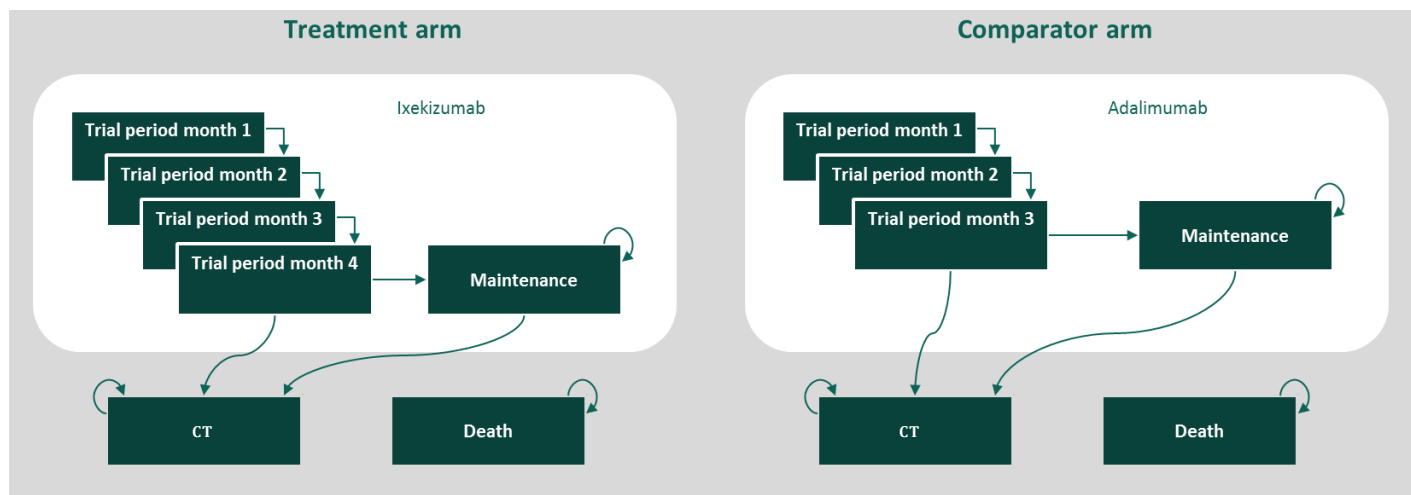 Treatment arm
Ixekizumab
Trial period month 1
Trial period month 2
Trial period month 3
Trial period month 4
Maintenance
CT
Death
Comparator arm
Adalimumab
Trial period month 1
Trial period month 2
Trial period month 3
Maintenance
CT
Death